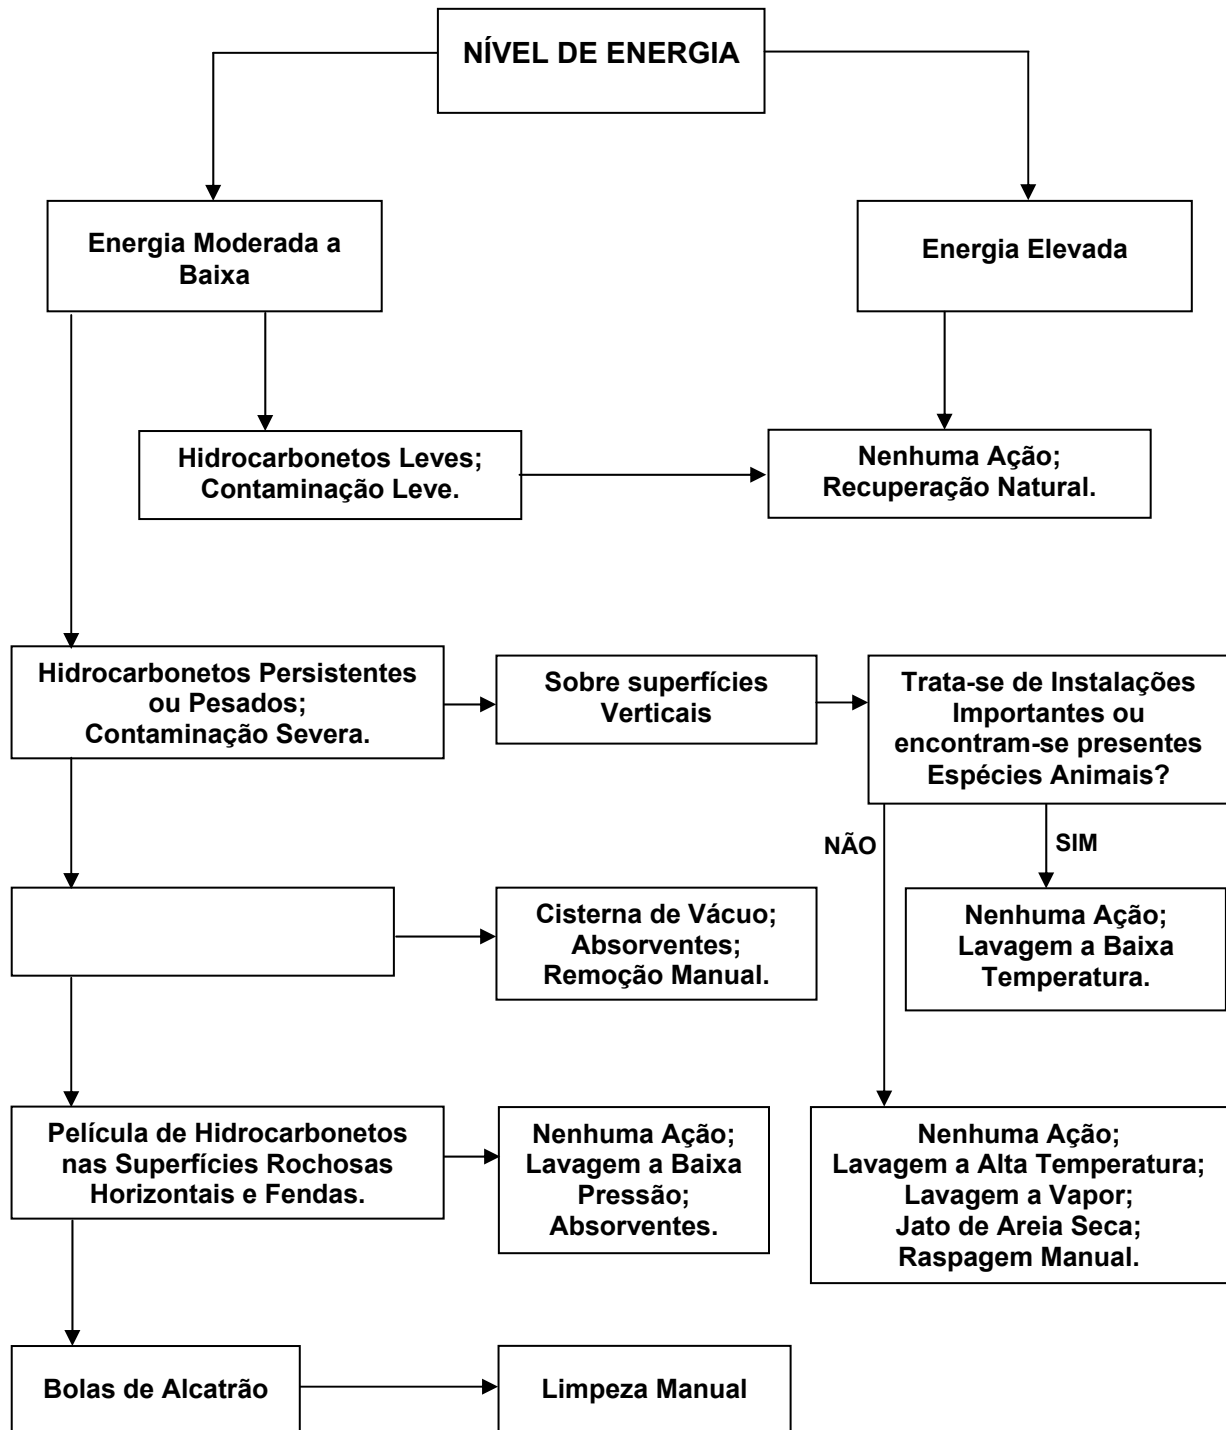 NÍVEL DE ENERGIA
Energia Moderada a
Baixa
Energia Elevada
Hidrocarbonetos Leves;
Contaminação Leve.
Nenhuma Ação;
Recuperação Natural.
Hidrocarbonetos Persistentes
ou Pesados;
Contaminação Severa.
Sobre superfícies
Verticais
Trata-se de Instalações
Importantes ou
encontram-se presentes
Espécies Animais?
NÃO
SIM
Cisterna de Vácuo;
Absorventes;
Remoção Manual.
Nenhuma Ação;
Lavagem a Baixa
Temperatura.
Película de Hidrocarbonetos
nas Superfícies Rochosas
Horizontais e Fendas.
Nenhuma Ação;
Lavagem a Baixa
Pressão;
Absorventes.
Nenhuma Ação;
Lavagem a Alta Temperatura;
Lavagem a Vapor;
Jato de Areia Seca;
Raspagem Manual.
Bolas de Alcatrão
Limpeza Manual